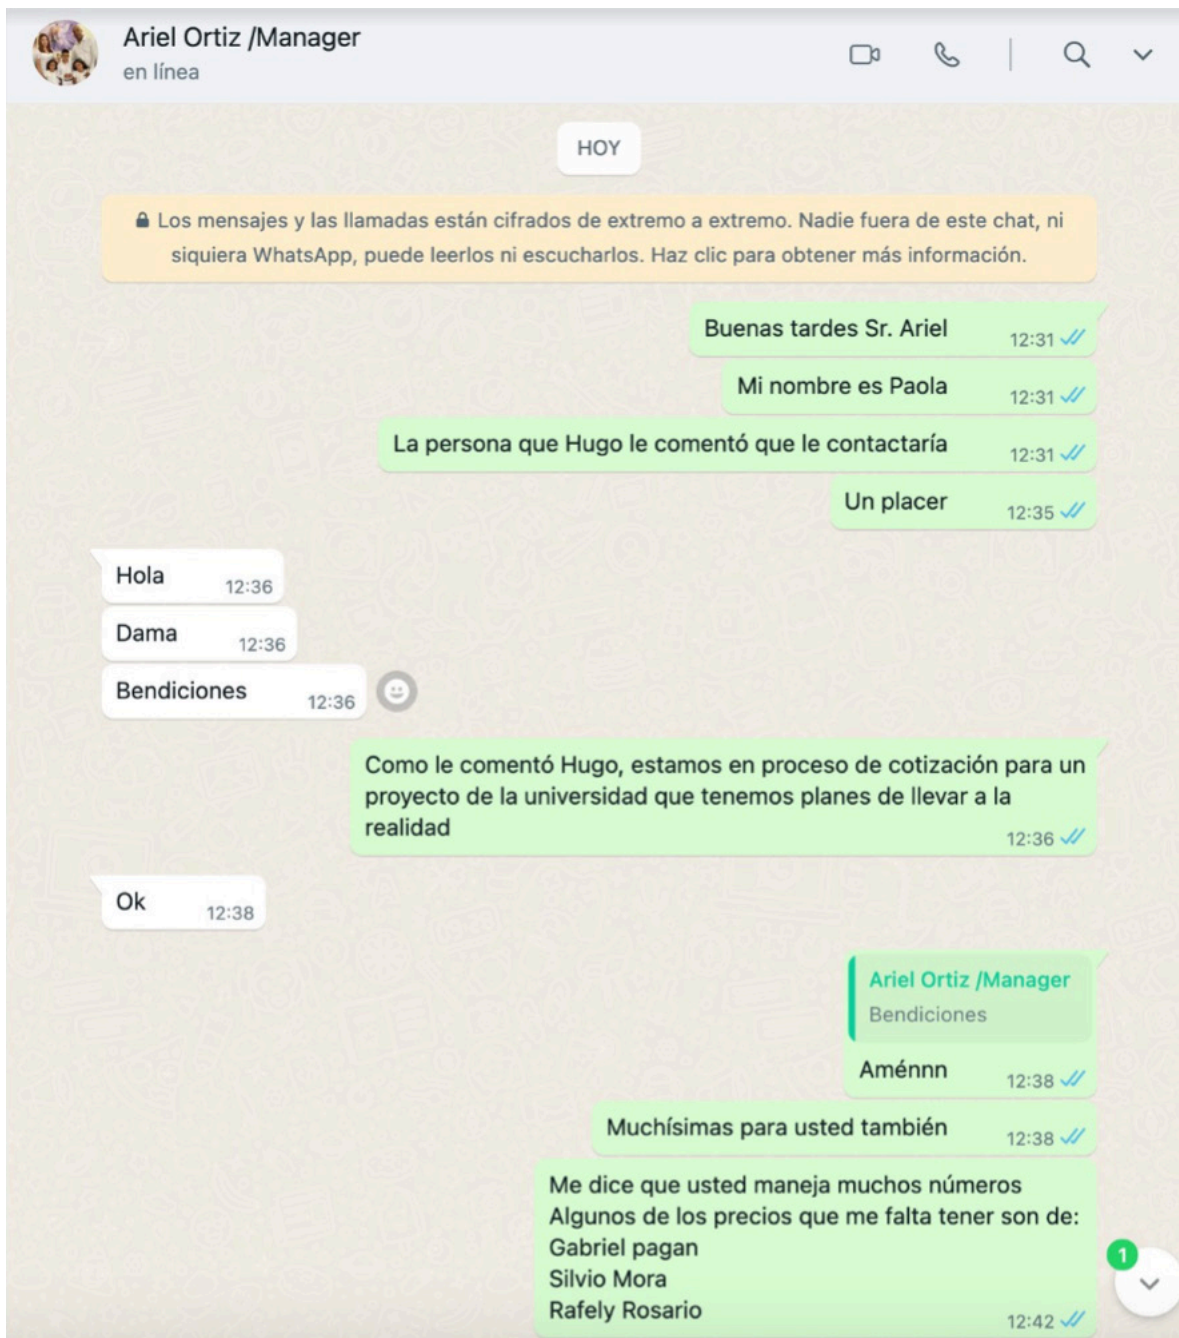 Ariel Ortiz /Manager
en línea
HOY
Los mensajes y las llamadas están cifrados de extremo a extremo. Nadie fuera de este chat, ni
siquiera WhatsApp, puede leerlos ni escucharlos. Haz clic para obtener más información.
Buenas tardes Sr. Ariel 12:31
Mi nombre es Paola 12:31
La persona que Hugo le comentó que le contactaría 12:31
Un placer 12:35
Hola 12:36
Dama 12:36
Bendiciones 12:36
Como le comentó Hugo, estamos en proceso de cotización para un
proyecto de la universidad que tenemos planes de llevar a la
realidad 12:36
Ok 12:38
Ariel Ortiz /Manager
Bendiciones
Aménnn 12:38
Muchísimas para usted también 12:38
Me dice que usted maneja muchos números
Algunos de los precios que me falta tener son de:
Gabriel pagan
Silvio Mora
Rafely Rosario 12:42
1